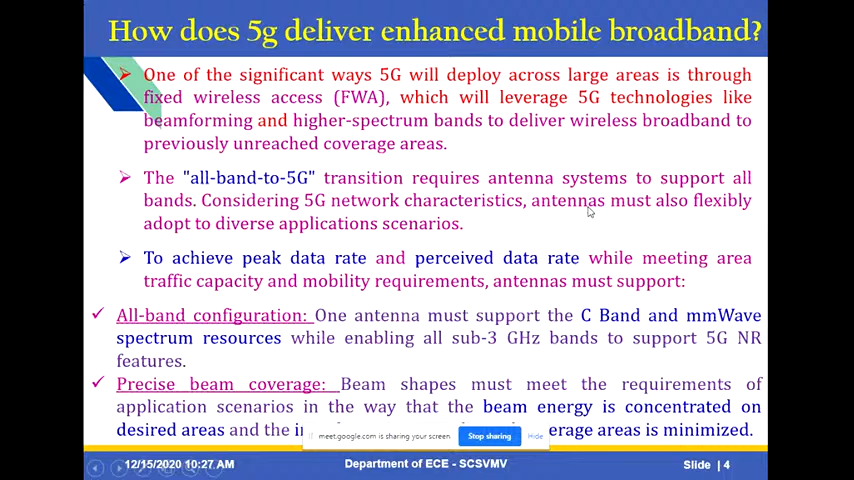 How does 5g deliver enhanced mobile broadband?
One of the significant ways 5G will deploy across large areas is through
fixed wireless access (FWA), which will leverage 5G technologies like
beamforming and higher-spectrum bands to deliver wireless broadband to
previously unreached coverage areas.
The "all-band-to-5G" transition requires antenna systems to support all
bands. Considering 5G network characteristics, antennas must also flexibly
adopt to diverse applications scenarios.
To achieve peak data rate and perceived data rate while meeting area
traffic capacity and mobility requirements, antennas must support:
All-band configuration: One antenna must support the C Band and mmWave
spectrum resources while enabling all sub-3 GHz bands to support 5G NR
features.
Precise beam coverage: Beam shapes must meet the requirements of
application scenarios in the way that the beam energy is concentrated on
desired areas and the areas is minimized.
meet.google.com is sharing your screen. Stop sharing Hide
12/15/2020 10:27 AM Department of ECE - SCSVMV Slide | 4